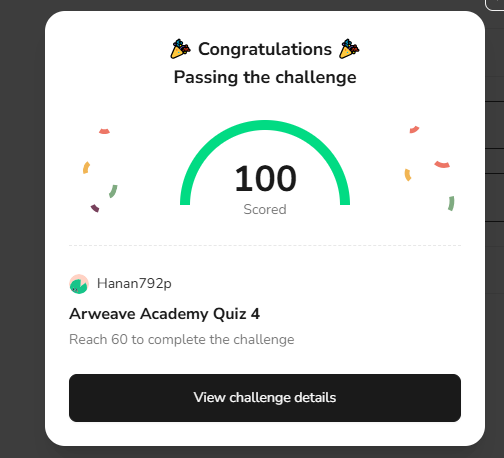 Congratulations
Passing the challenge
100
Scored
Hanan792p
Arweave Academy Quiz 4
Reach 60 to complete the challenge
View challenge details